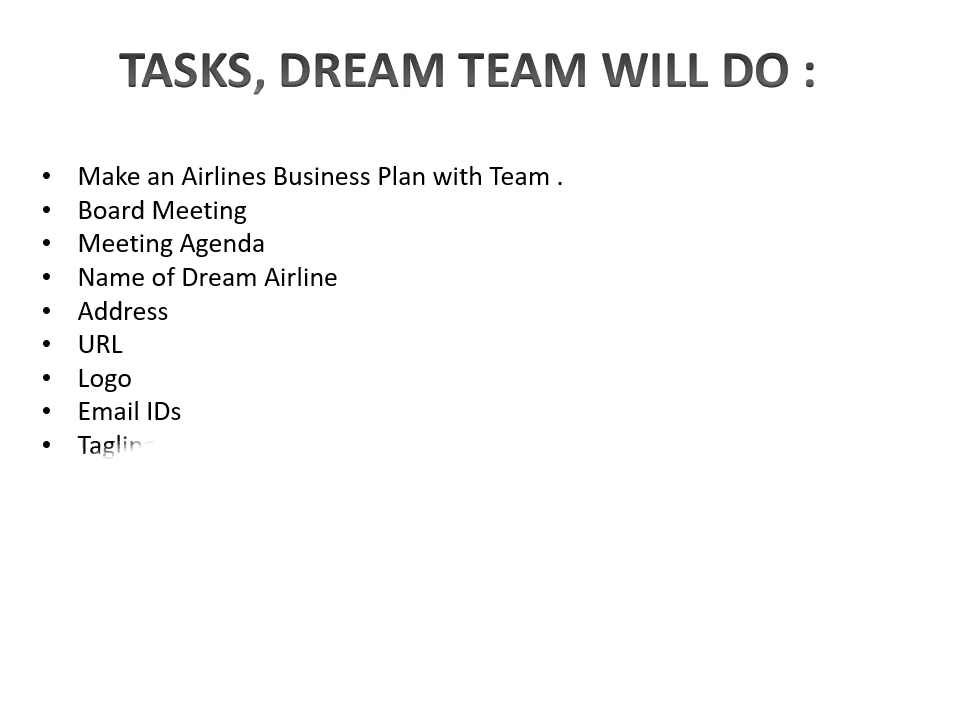 TASKS, DREAM TEAM WILL DO :
• Make an Airlines Business Plan with Team .
• Board Meeting
• Meeting Agenda
• Name of Dream Airline
• Address
• URL
• Logo
• Email IDs
• Tagline